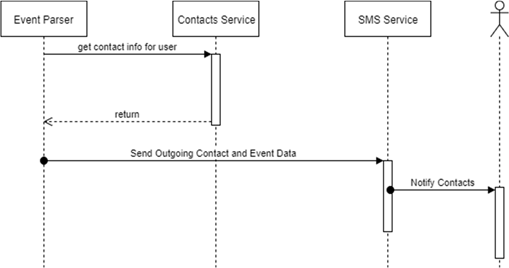 Event Parser
Contacts Service
SMS Service
get contact info for user
return
Send Outgoing Contact and Event Data
Notify Contacts